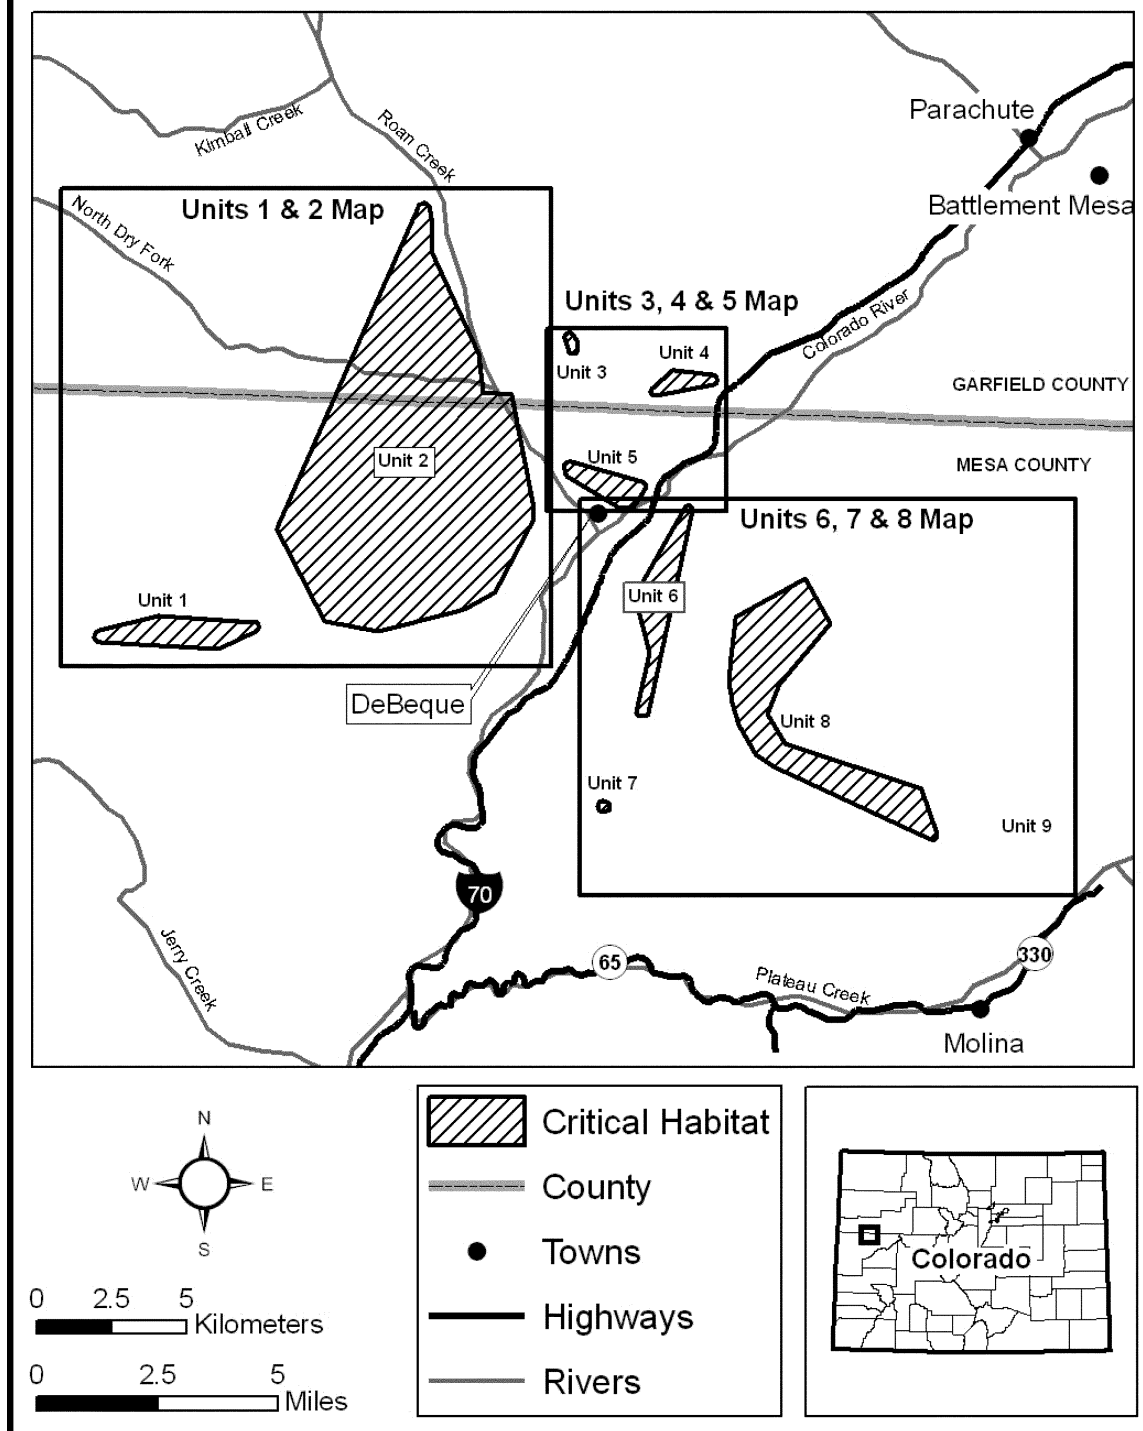 Parachute
Kimball Creek
Roan Creek
Battlement Mesa
Units 1 & 2 Map
North Dry Fork
Units 3, 4 & 5 Map
Colorado River
Unit 3
Unit 4
GARFIELD COUNTY
Unit 2
Unit 5
MESA COUNTY
Units 6, 7 & 8 Map
Unit 1
Unit 6
DeBeque
Unit 8
Unit 7
Unit 9
70
Jerry Creek
65
Plateau Creek
330
Molina
N
W
E
S
0 2.5 5
Kilometers
0 2.5 5
Miles
Critical Habitat
County
Towns
Highways
Rivers
Colorado